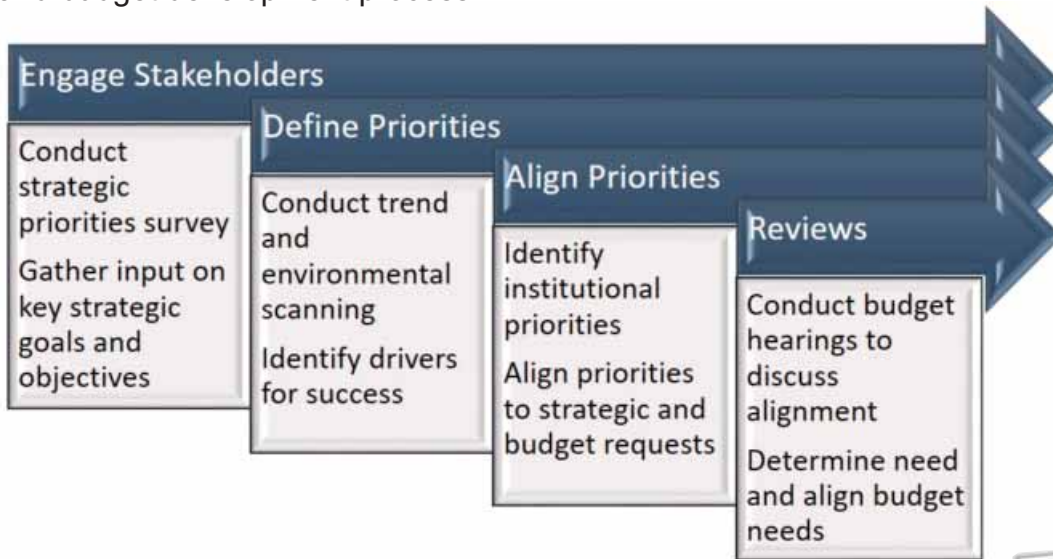 Engage Stakeholders
Conduct
strategic
priorities survey
Gather input on
key strategic
goals and
objectives
Define Priorities
Conduct trend
and
environmental
scanning
Identify drivers
for success
Align Priorities
Identify
institutional
priorities
Align priorities
to strategic and
budget requests
Reviews
Conduct budget
hearings to
discuss
alignment
Determine need
and align budget
needs